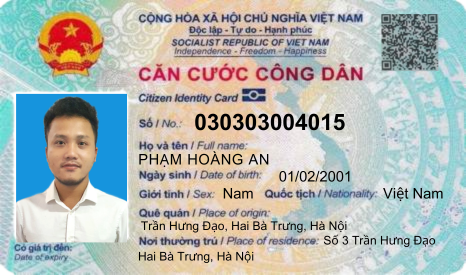 CỘNG HÒA XÃ HỘI CHỦ NGHĨA VIỆT NAM
Độc lập - Tự do - Hạnh phúc
SOCIALIST REPUBLIC OF VIET NAM
Independence - Freedom - Happiness
CĂN CƯỚC CÔNG DÂN
Citizen Identity Card
Số / No.: 030303004015
Họ và tên / Full name:
PHẠM HOÀNG AN
Ngày sinh / Date of birth: 01/02/2001
Giới tính / Sex: Nam Quốc tịch / Nationality: Việt Nam
Quê quán / Place of origin:
Trần Hưng Đạo, Hai Bà Trưng, Hà Nội
Nơi thường trú / Place of residence: Số 3 Trần Hưng Đạo
Hai Bà Trưng, Hà Nội
Có giá trị đến:
Date of expiry